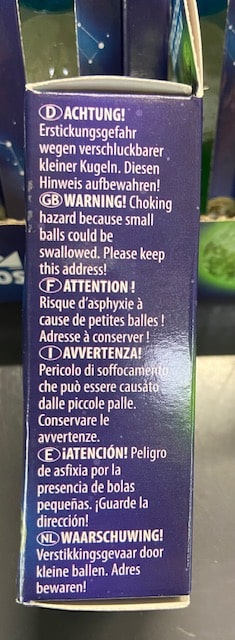 D ACHTUNG!
Erstickungsgefahr
wegen verschluckbarer
kleiner Kugeln. Diesen
Hinweis aufbewahren!
GB WARNING! Choking
hazard because small
balls could be
swallowed. Please keep
this address!
F ATTENTION !
Risque d'asphyxie à
cause de petites balles !
Adresse à conserver !
I AVVERTENZA!
Pericolo di soffocamento
che può essere causato
dalle piccole palle.
Conservare le
avvertenze.
E ¡ATENCIÓN! Peligro
de asfixia por la
presencia de bolas
pequeñas. ¡Guarde la
dirección!
NL WAARSCHUWING!
Verstikkingsgevaar door
kleine ballen. Adres
bewaren!
OS